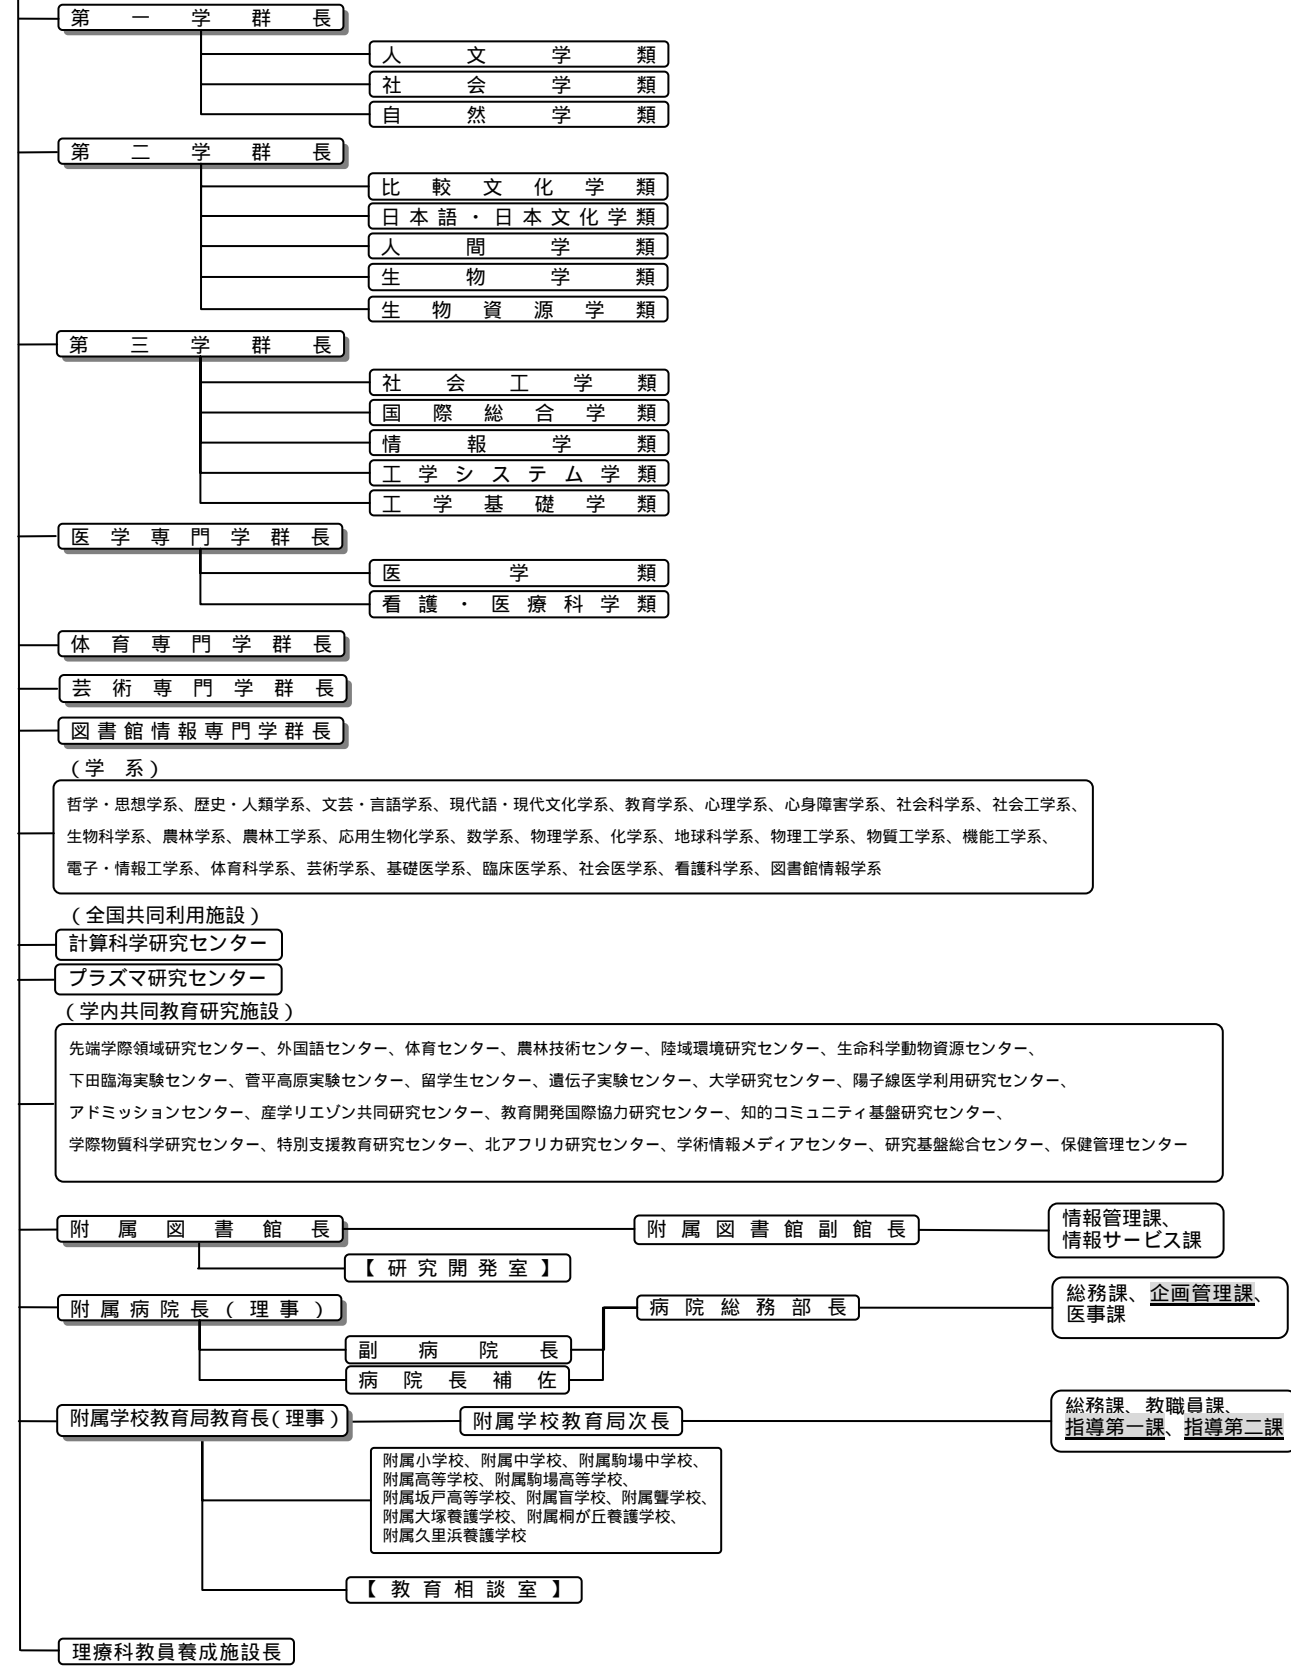 第一学群長
人文学類
社会学類
自然学類
第二学群長
比較文化学類
日本語・日本文化学類
人間学類
生物学類
生物資源学類
第三学群長
社会工学類
国際総合学類
情報学類
工学システム学類
工学基礎学類
医学専門学群長
医学類
看護・医療科学類
体育専門学群長
芸術専門学群長
図書館情報専門学群長
(学 系)
哲学・思想学系、歴史・人類学系、文芸・言語学系、現代語・現代文化学系、教育学系、心理学系、心身障害学系、社会科学系、社会工学系、
生物科学系、農林学系、農林工学系、応用生物化学系、数学系、物理学系、化学系、地球科学系、物理工学系、物質工学系、機能工学系、
電子・情報工学系、体育科学系、芸術学系、基礎医学系、臨床医学系、社会医学系、看護科学系、図書館情報学系
(全国共同利用施設)
計算科学研究センター
プラズマ研究センター
(学内共同教育研究施設)
先端学際領域研究センター、外国語センター、体育センター、農林技術センター、陸域環境研究センター、生命科学動物資源センター、
下田臨海実験センター、菅平高原実験センター、留学生センター、遺伝子実験センター、大学研究センター、陽子線医学利用研究センター、
アドミッションセンター、産学リエゾン共同研究センター、教育開発国際協力研究センター、知的コミュニティ基盤研究センター、
学際物質科学研究センター、特別支援教育研究センター、北アフリカ研究センター、学術情報メディアセンター、研究基盤総合センター、保健管理センター
附属図書館長
附属図書館副館長
情報管理課、
情報サービス課
【研究開発室】
附属病院長(理事)
病院総務部長
総務課、企画管理課、
医事課
副病院長
病院長補佐
附属学校教育局教育長(理事)
附属学校教育局次長
総務課、教職員課、
指導第一課、指導第二課
附属小学校、附属中学校、附属駒場中学校、
附属高等学校、附属駒場高等学校、
附属坂戸高等学校、附属盲学校、附属聾学校、
附属大塚養護学校、附属桐が丘養護学校、
附属久里浜養護学校
【教育相談室】
理療科教員養成施設長